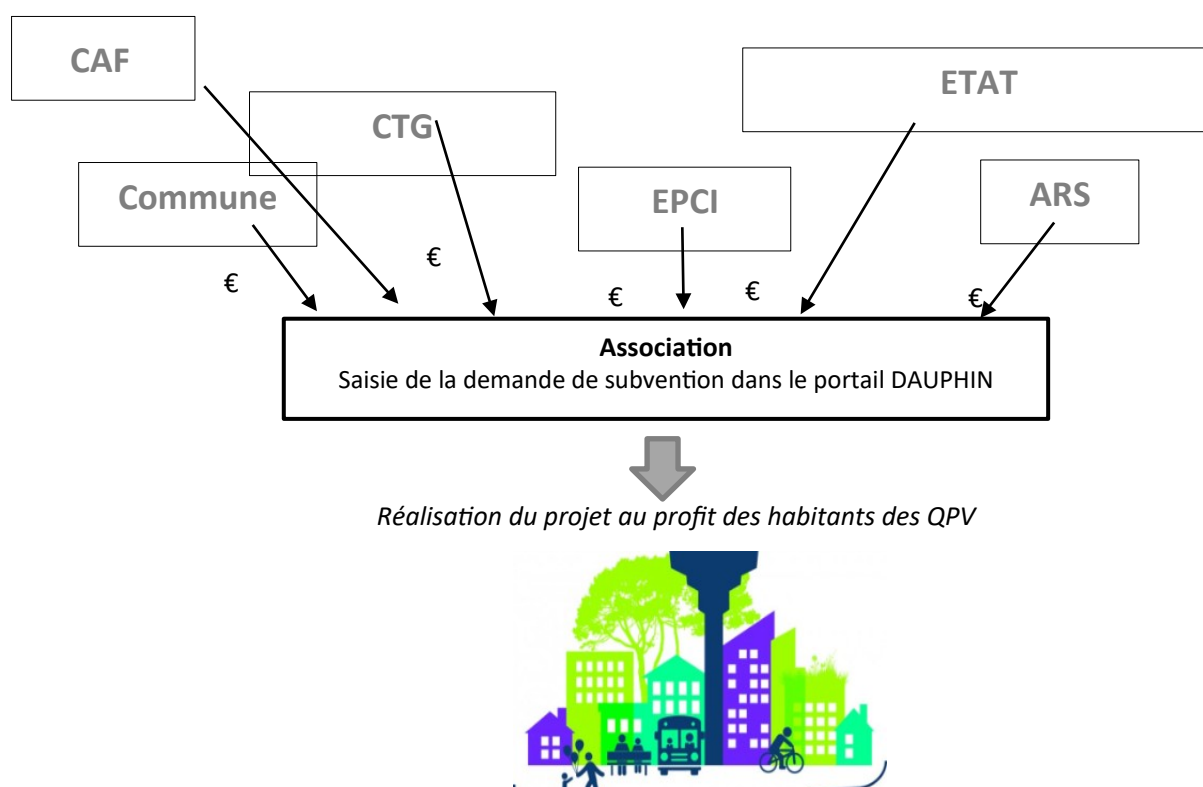 CAF
ETAT
CTG
Commune
EPCI
ARS
€
€
€
€
€
Association
Saisie de la demande de subvention dans le portail DAUPHIN
Réalisation du projet au profit des habitants des QPV